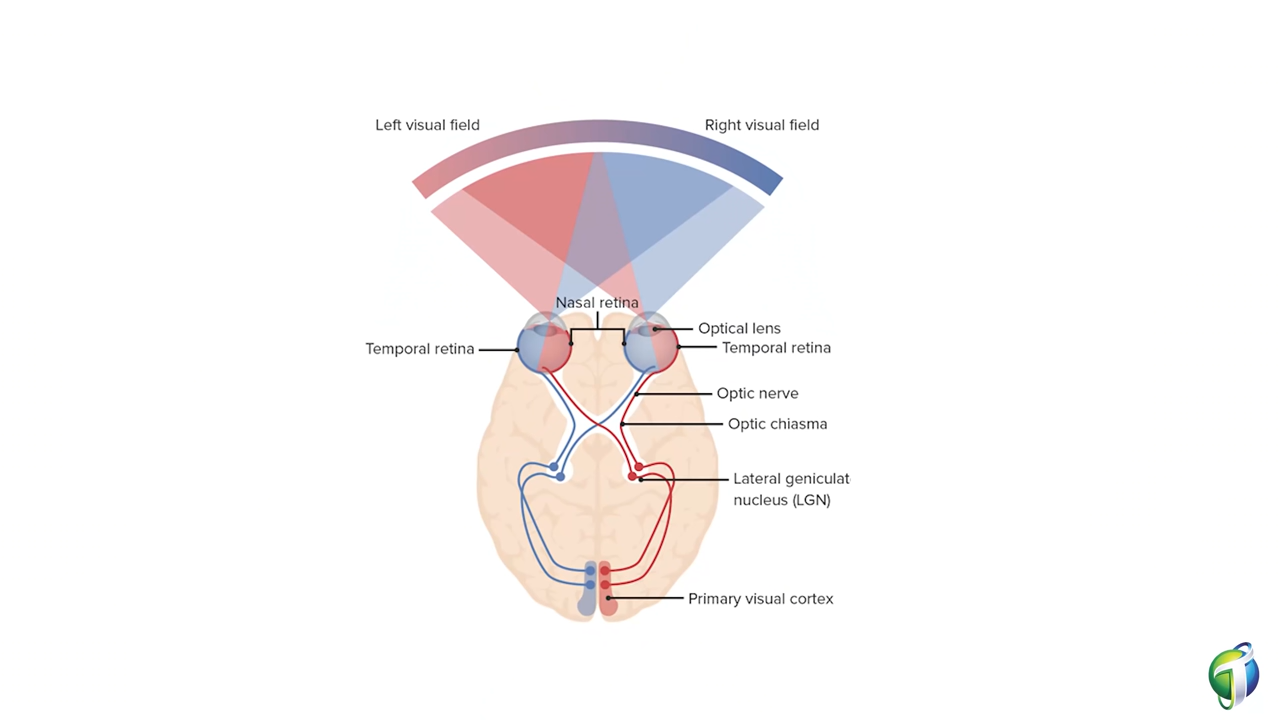 Left visual field
Right visual field
Nasal retina
Optical lens
Temporal retina
Temporal retina
Optic nerve
Optic chiasma
Lateral geniculat
nucleus (LGN)
Primary visual cortex